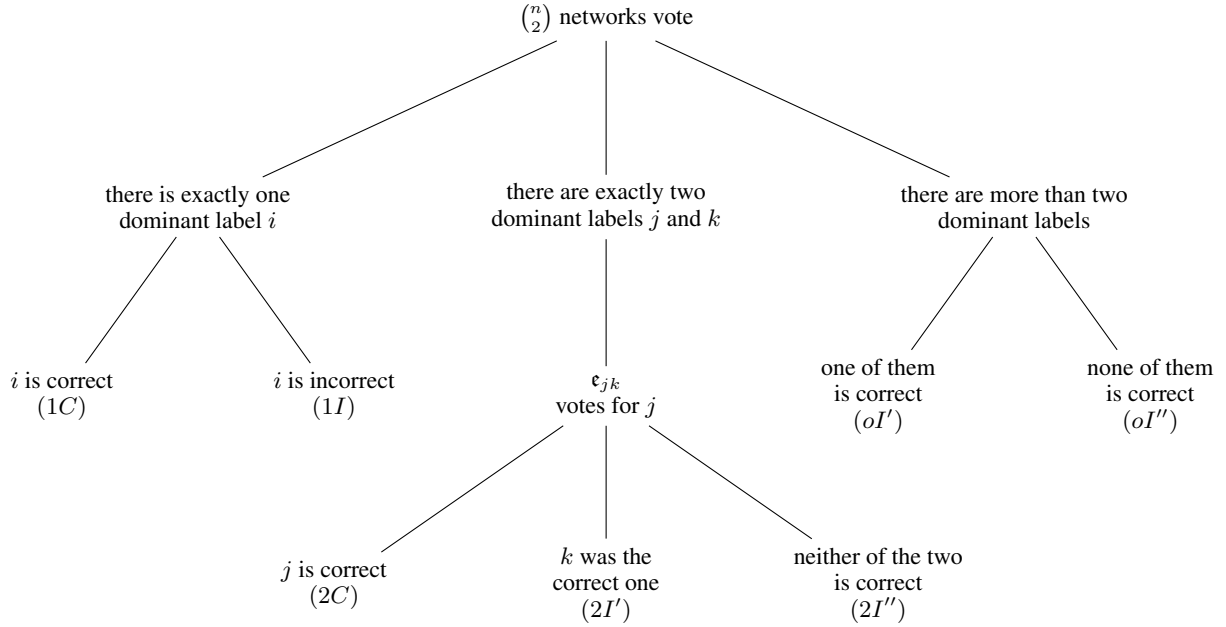 $\binom{n}{2}$ networks vote
there is exactly one
dominant label $i$
there are exactly two
dominant labels $j$ and $k$
there are more than two
dominant labels
$i$ is correct
$(1C)$
$i$ is incorrect
$(1I)$
$\mathfrak{e}_{jk}$
votes for $j$
one of them
is correct
$(oI')$
none of them
is correct
$(oI'')$
$j$ is correct
$(2C)$
$k$ was the
correct one
$(2I')$
neither of the two
is correct
$(2I'')$